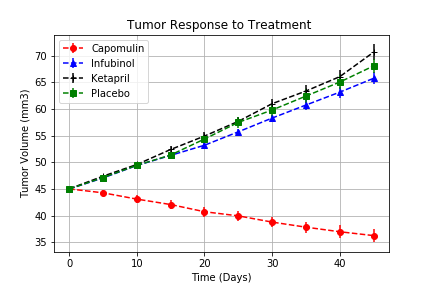 Tumor Response to Treatment
Capomulin
Infubinol
Ketapril
Placebo
Tumor Volume (mm3)
70
65
60
55
50
45
40
35
0 10 20 30 40
Time (Days)